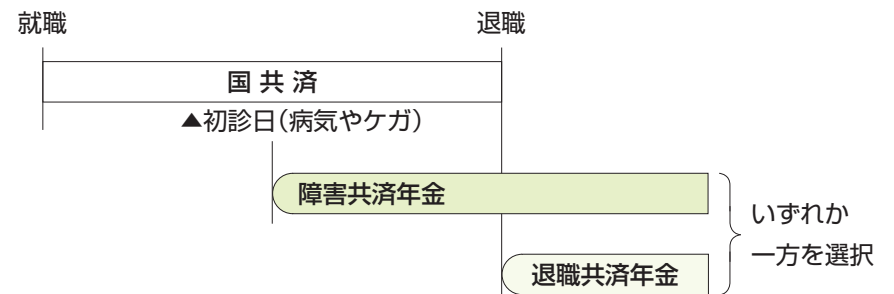 就職
退職
国共済
▲初診日(病気やケガ)
障害共済年金
いずれか
一方を選択
退職共済年金